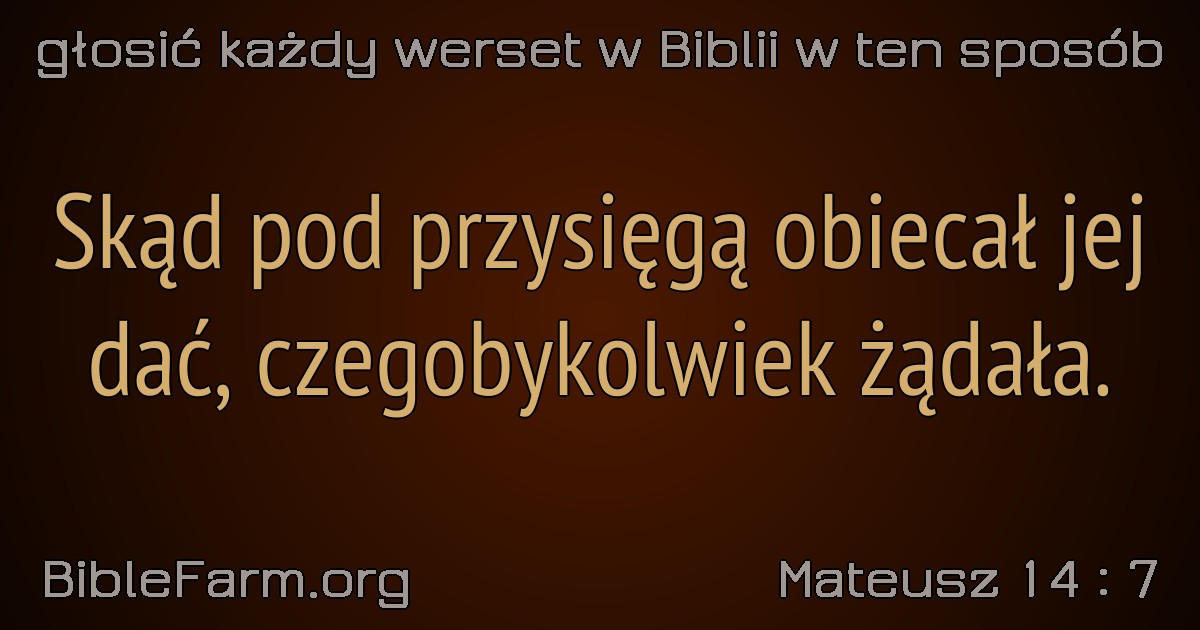 głosić każdy werset w Biblii w ten sposób
Skąd pod przysięgą obiecał jej
dać, czegobykolwiek żądała.
BibleFarm.org
Mateusz 14 : 7